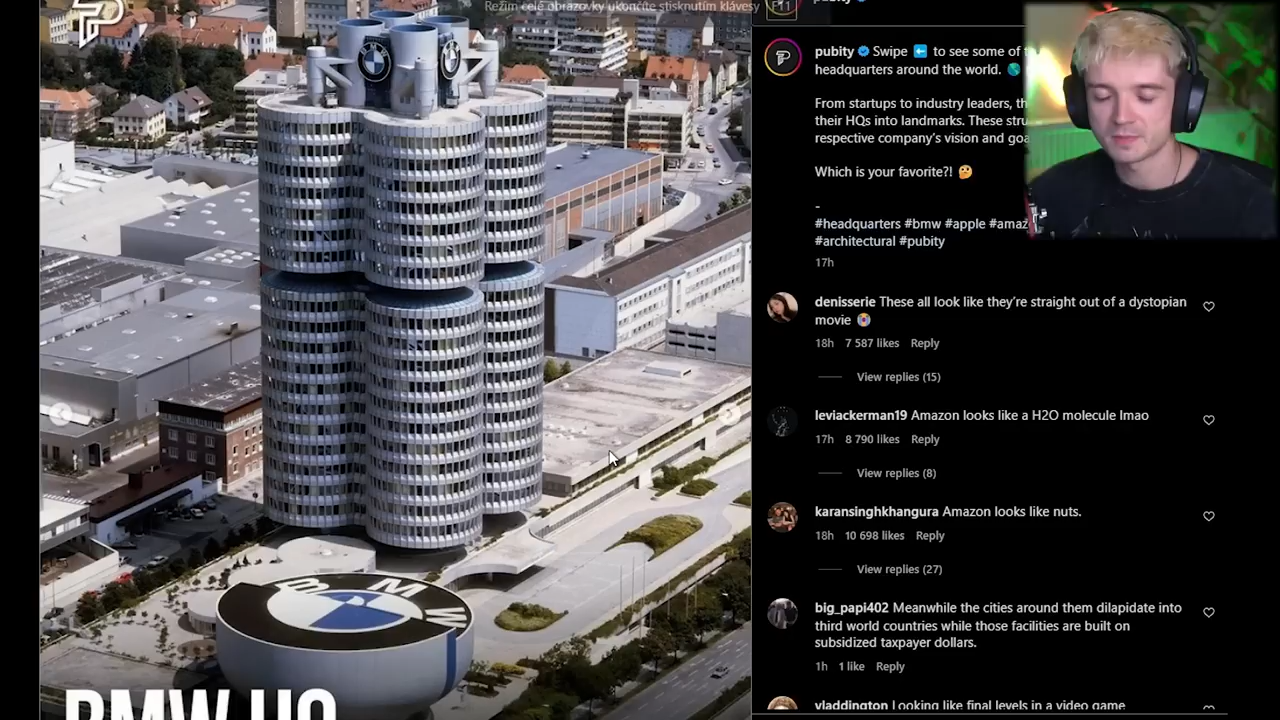 Režim celé obrazovky ukončíte stisknutím klávesy F11
pubity
pubity Swipe ⬅️ to see some of
headquarters around the world. 🌎
From startups to industry leaders,
their HQs into landmarks. These
respective company's vision and
Which is your favorite?! 🤔
-
#headquarters #bmw #apple
#architectural #pubity
17h
denisserie These all look like they're straight out of a dystopian
movie 😭
18h 7 587 likes Reply
View replies (15)
leviackerman19 Amazon looks like a H2O molecule lmao
17h 8 790 likes Reply
View replies (8)
karansinghkhangura Amazon looks like nuts.
18h 10 698 likes Reply
View replies (27)
big_papi402 Meanwhile the cities around them dilapidate into
third world countries while those facilities are built on
subsidized taxpayer dollars.
1h 1 like Reply
vladdington Looking like final levels in a video game
BMW
BMW
BMW
BMW HQ